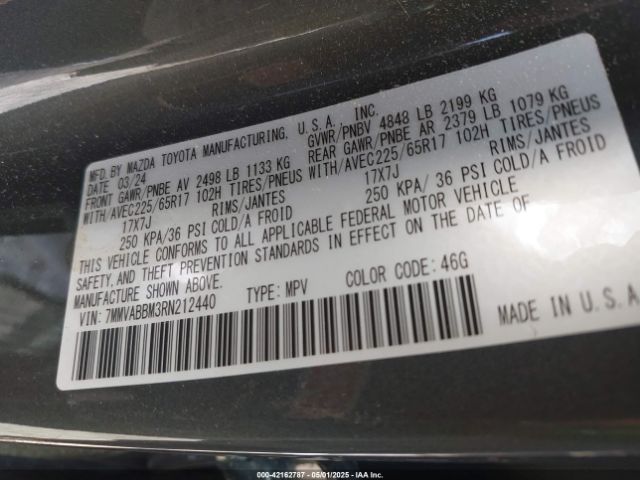 MFD. BY MAZDA TOYOTA MANUFACTURING, U.S.A. INC.
DATE 03/24 GVWR/PNBV 4848 LB 2199 KG
FRONT GAWR/PNBE AV 2498 LB 1133 KG REAR GAWR/PNBE AR 2379 LB 1079 KG
WITH/AVEC225/65R17 102H TIRES/PNEUS WITH/AVEC225/65R17 102H TIRES/PNEUS
17X7J RIMS/JANTES 17X7J RIMS/JANTES
250 KPA/36 PSI COLD/A FROID 250 KPA/ 36 PSI COLD/A FROID
THIS VEHICLE CONFORMS TO ALL APPLICABLE FEDERAL MOTOR VEHICLE
SAFETY, AND THEFT PREVENTION STANDARDS IN EFFECT ON THE DATE OF
MANUFACTURE SHOWN ABOVE.
VIN: 7MMVABBM3RN212440 TYPE: MPV COLOR CODE: 46G
MADE IN U.S.A
000-42162787 - 05/01/2025 - IAAI.COM